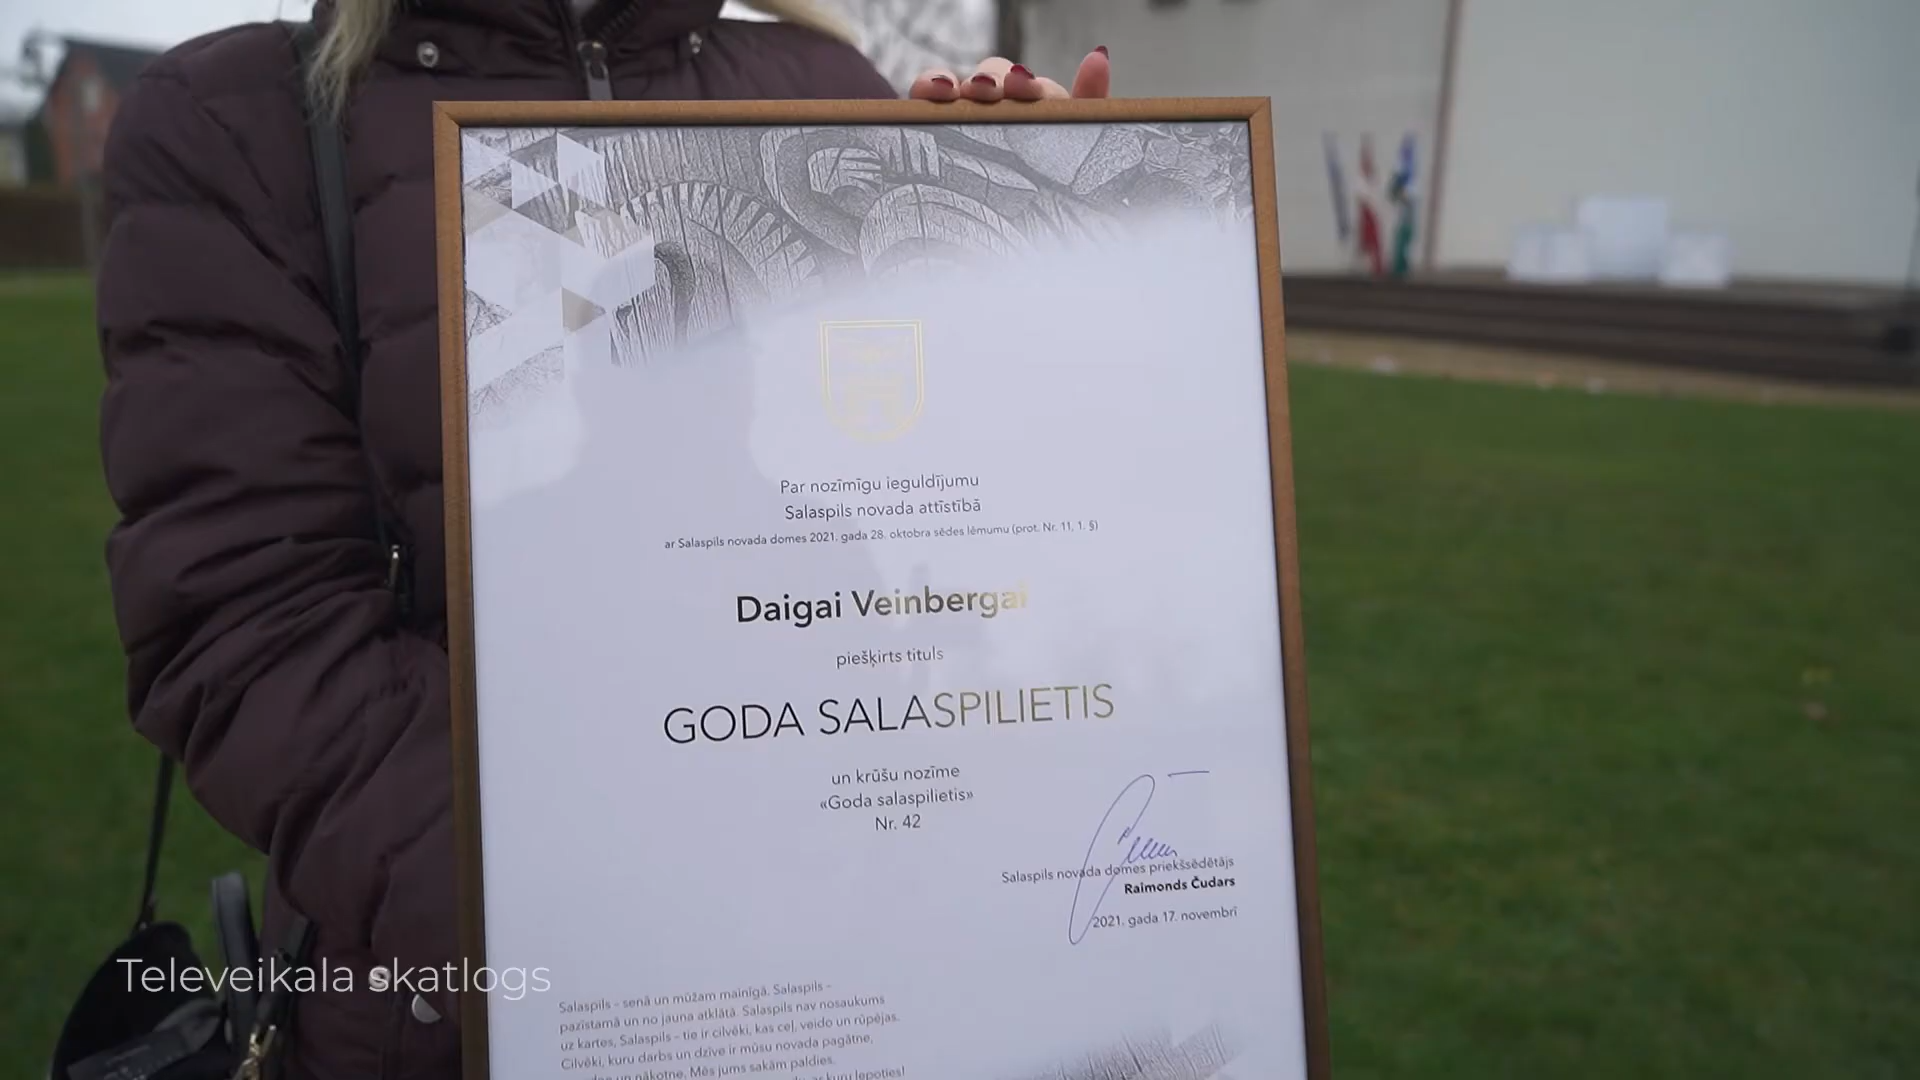 Par nozīmīgu ieguldījumu
Salaspils novada attīstībā
ar Salaspils novada domes 2021. gada 28. oktobra sēdes lēmumu (prot. Nr. 11, 1. §)
Daigai Veinbergai
piešķirts tituls
GODA SALASPILIETIS
un krūšu nozīme
«Goda salaspilietis»
Nr. 42
Salaspils novada domes priekšsēdētājs
Raimonds Čudars
2021. gada 17. novembrī
Televeikala skatlogs
Salaspils – senā un mūžam mainīgā. Salaspils –
pazīstamā un no jauna atklātā. Salaspils nav nosaukums
uz kartes, Salaspils – tie ir cilvēki, kas ceļ, veido un rūpējas.
Cilvēki, kuru darbs un dzīve ir mūsu novada pagātne,
un nākotne. Mēs jums sakām paldies.
ar kuru lepoties!